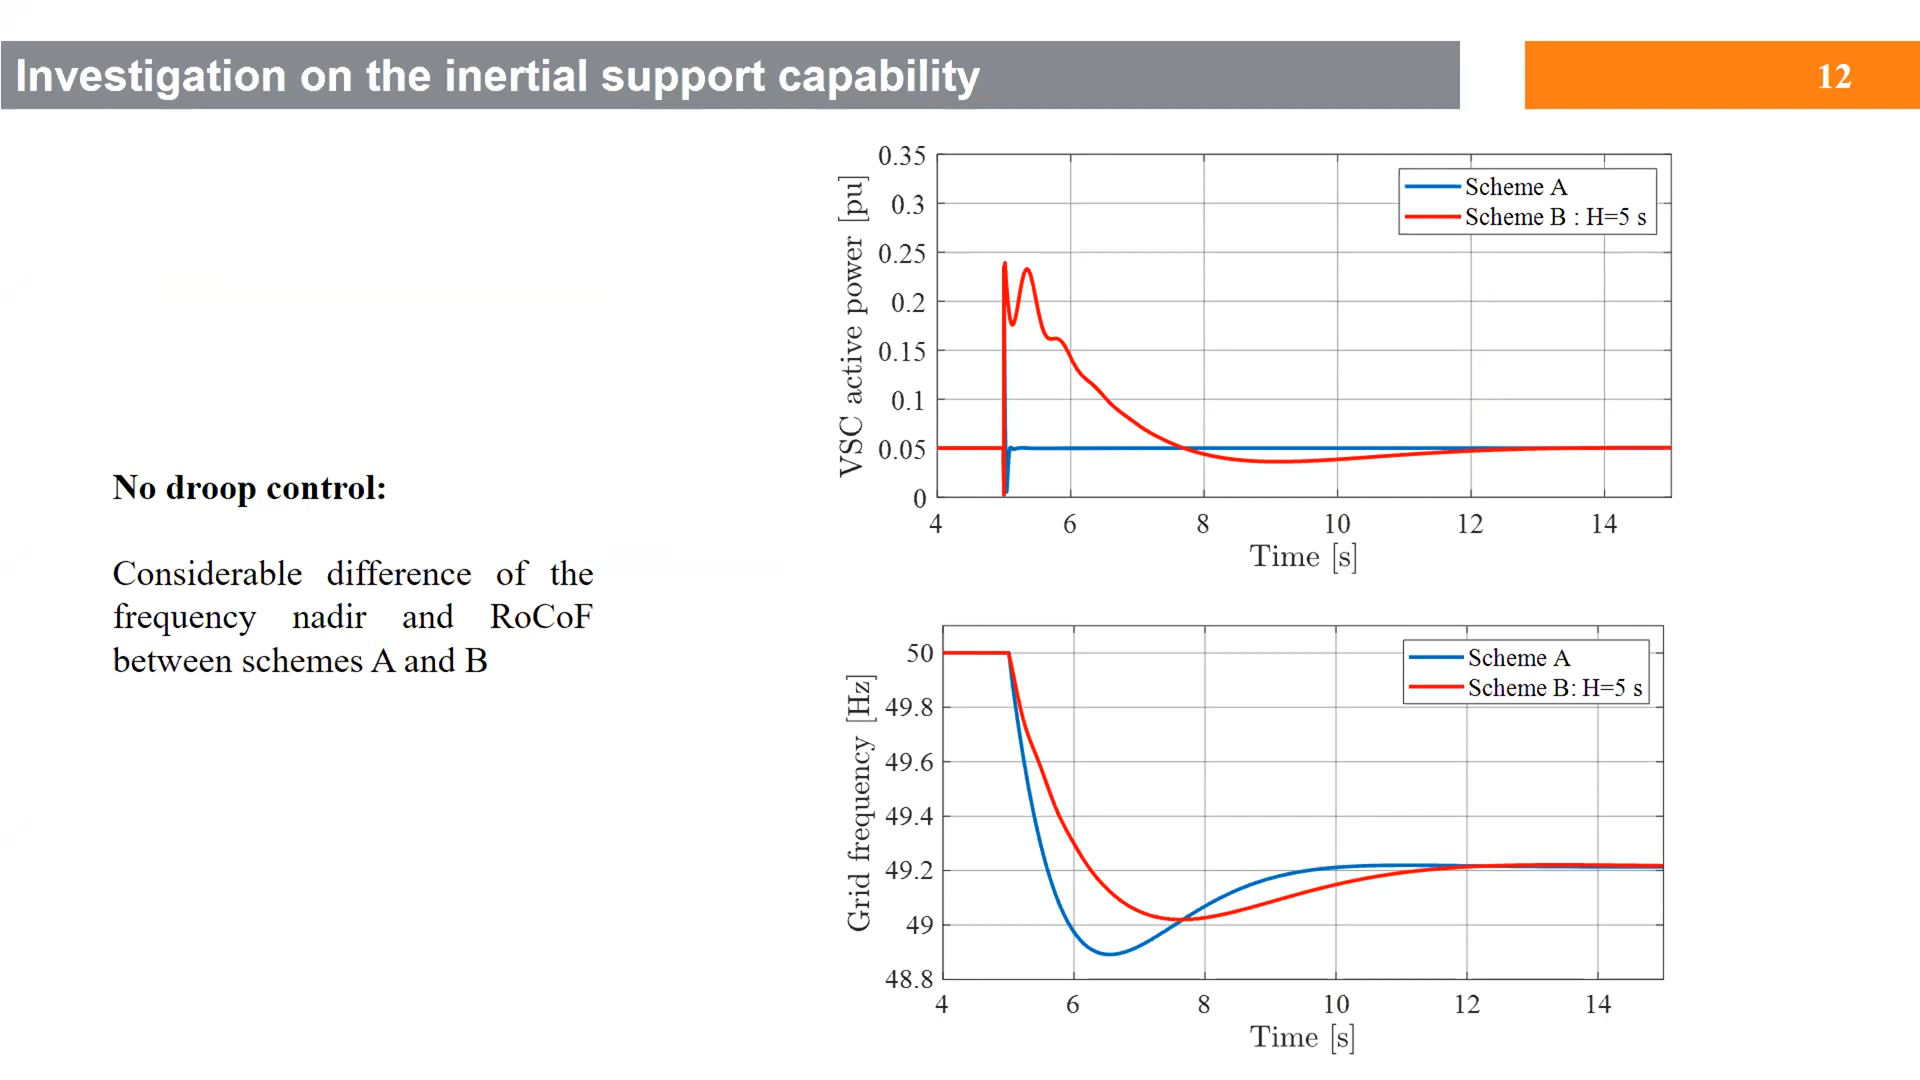 Investigation on the inertial support capability
12
No droop control:
Considerable difference of the
frequency nadir and RoCoF
between schemes A and B
VSC active power [pu]
0.35
0.3
0.25
0.2
0.15
0.1
0.05
0
4 6 8 10 12 14
Time [s]
Scheme A
Scheme B : H=5 s
Grid frequency [Hz]
50
49.8
49.6
49.4
49.2
49
48.8
4 6 8 10 12 14
Time [s]
Scheme A
Scheme B: H=5 s